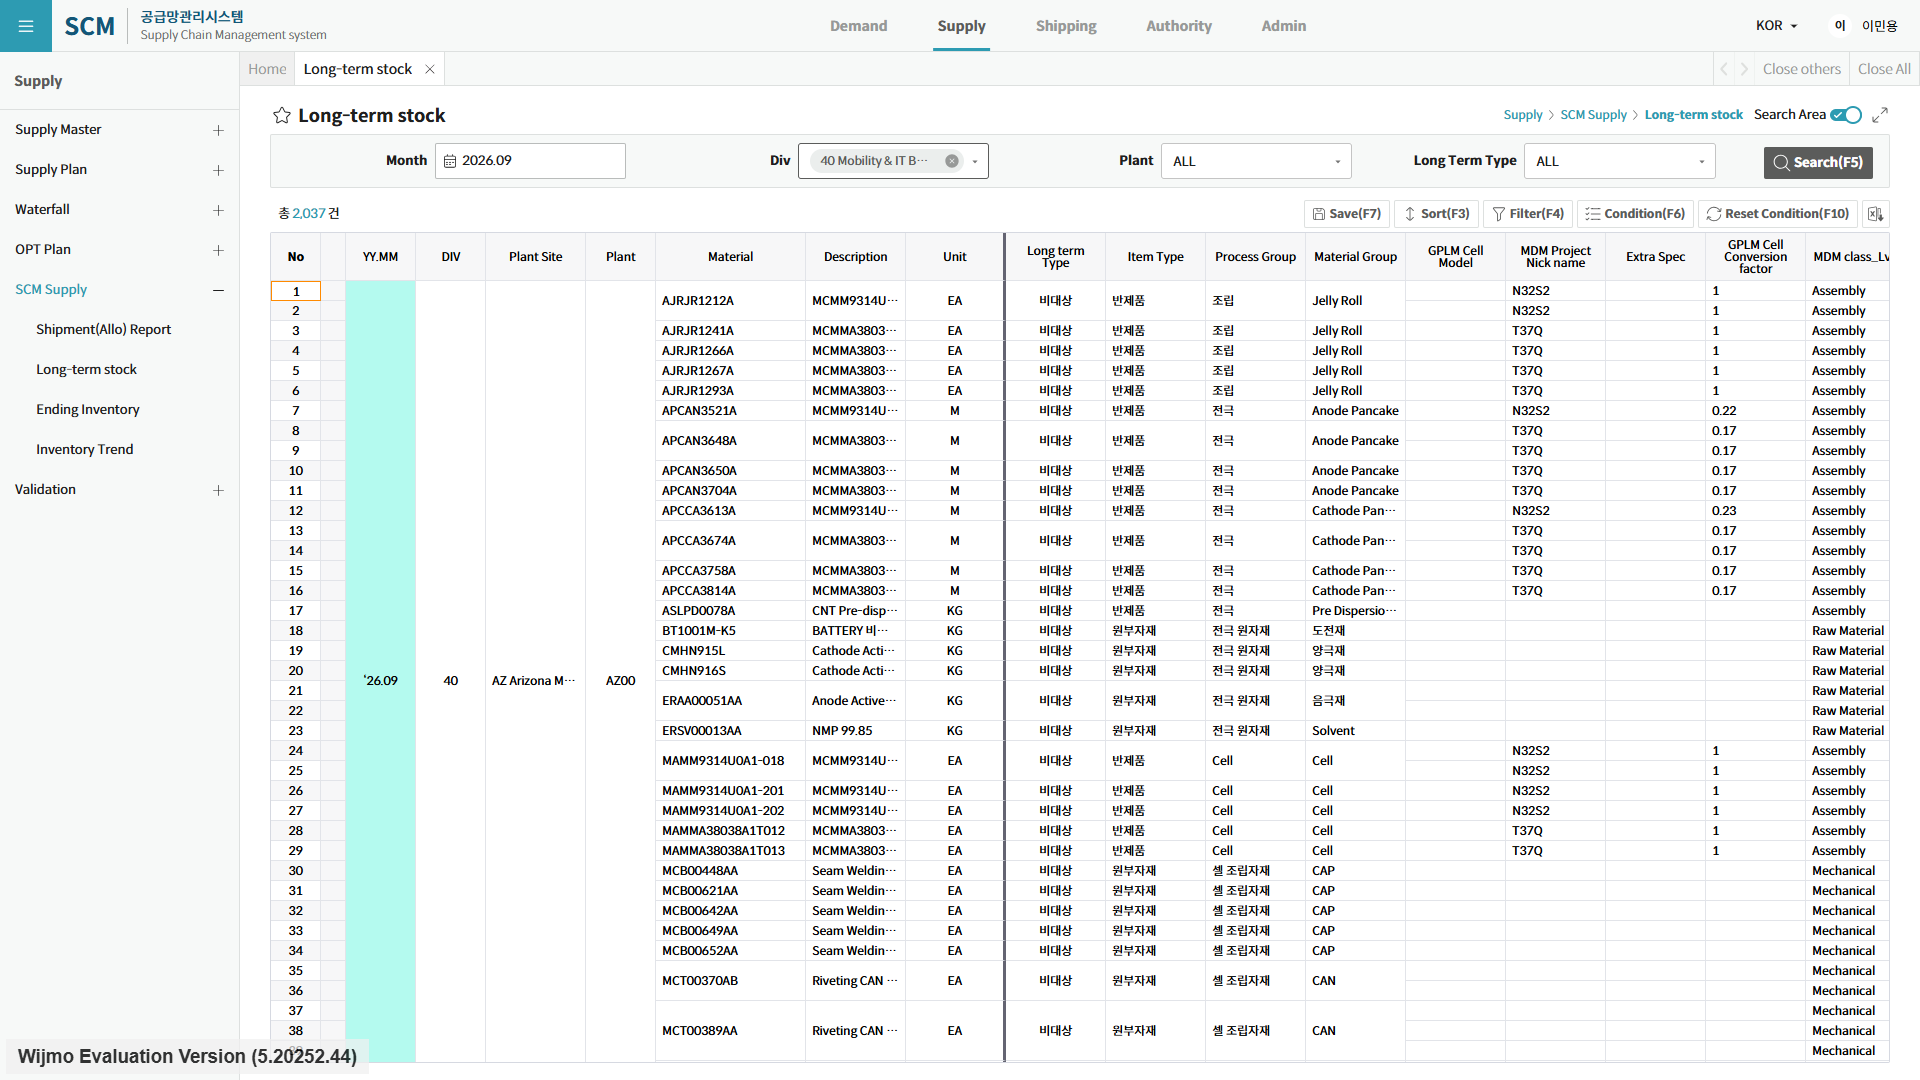 SCM 공급망관리시스템
Supply Chain Management system
Demand Supply Shipping Authority Admin
KOR 이 이민용
Supply
Home Long-term stock
Close others Close All
Supply Master
Supply Plan
Waterfall
OPT Plan
SCM Supply
Shipment(Allo) Report
Long-term stock
Ending Inventory
Inventory Trend
Validation
Long-term stock
Supply > SCM Supply > Long-term stock Search Area
Month 2026.09 Div 40 Mobility & IT B··· Plant ALL Long Term Type ALL Search(F5)
총 2,037 건
Save(F7) Sort(F3) Filter(F4) Condition(F6) Reset Condition(F10)
No YY.MM DIV Plant Site Plant Material Description Unit Long term Type Item Type Process Group Material Group GPLM Cell Model MDM Project Nick name Extra Spec GPLM Cell Conversion factor MDM class_Lv
'26.09 40 AZ Arizona M··· AZ00
1 AJRJR1212A MCMM9314U··· EA 비대상 반제품 조립 Jelly Roll N32S2 1 Assembly
2 N32S2 1 Assembly
3 AJRJR1241A MCMMA3803··· EA 비대상 반제품 조립 Jelly Roll T37Q 1 Assembly
4 AJRJR1266A MCMMA3803··· EA 비대상 반제품 조립 Jelly Roll T37Q 1 Assembly
5 AJRJR1267A MCMMA3803··· EA 비대상 반제품 조립 Jelly Roll T37Q 1 Assembly
6 AJRJR1293A MCMMA3803··· EA 비대상 반제품 조립 Jelly Roll T37Q 1 Assembly
7 APCAN3521A MCMM9314U··· M 비대상 반제품 전극 Anode Pancake N32S2 0.22 Assembly
8 APCAN3648A MCMMA3803··· M 비대상 반제품 전극 Anode Pancake T37Q 0.17 Assembly
9 T37Q 0.17 Assembly
10 APCAN3650A MCMMA3803··· M 비대상 반제품 전극 Anode Pancake T37Q 0.17 Assembly
11 APCAN3704A MCMMA3803··· M 비대상 반제품 전극 Anode Pancake T37Q 0.17 Assembly
12 APCCA3613A MCMM9314U··· M 비대상 반제품 전극 Cathode Pan··· N32S2 0.23 Assembly
13 APCCA3674A MCMMA3803··· M 비대상 반제품 전극 Cathode Pan··· T37Q 0.17 Assembly
14 T37Q 0.17 Assembly
15 APCCA3758A MCMMA3803··· M 비대상 반제품 전극 Cathode Pan··· T37Q 0.17 Assembly
16 APCCA3814A MCMMA3803··· M 비대상 반제품 전극 Cathode Pan··· T37Q 0.17 Assembly
17 ASLPD0078A CNT Pre-disp··· KG 비대상 반제품 전극 Pre Dispersio··· Assembly
18 BT1001M-K5 BATTERY 비··· KG 비대상 원부자재 전극 원자재 도전재 Raw Material
19 CMHN915L Cathode Acti··· KG 비대상 원부자재 전극 원자재 양극재 Raw Material
20 CMHN916S Cathode Acti··· KG 비대상 원부자재 전극 원자재 양극재 Raw Material
21 ERAA00051AA Anode Active··· KG 비대상 원부자재 전극 원자재 음극재 Raw Material
22 Raw Material
23 ERSV00013AA NMP 99.85 KG 비대상 원부자재 전극 원자재 Solvent Raw Material
24 MAMM9314U0A1-018 MCMM9314U··· EA 비대상 반제품 Cell Cell N32S2 1 Assembly
25 N32S2 1 Assembly
26 MAMM9314U0A1-201 MCMM9314U··· EA 비대상 반제품 Cell Cell N32S2 1 Assembly
27 MAMM9314U0A1-202 MCMM9314U··· EA 비대상 반제품 Cell Cell N32S2 1 Assembly
28 MAMMA38038A1T012 MCMMA3803··· EA 비대상 반제품 Cell Cell T37Q 1 Assembly
29 MAMMA38038A1T013 MCMMA3803··· EA 비대상 반제품 Cell Cell T37Q 1 Assembly
30 MCB00448AA Seam Weldin··· EA 비대상 원부자재 셀 조립자재 CAP Mechanical
31 MCB00621AA Seam Weldin··· EA 비대상 원부자재 셀 조립자재 CAP Mechanical
32 MCB00642AA Seam Weldin··· EA 비대상 원부자재 셀 조립자재 CAP Mechanical
33 MCB00649AA Seam Weldin··· EA 비대상 원부자재 셀 조립자재 CAP Mechanical
34 MCB00652AA Seam Weldin··· EA 비대상 원부자재 셀 조립자재 CAP Mechanical
35 MCT00370AB Riveting CAN ··· EA 비대상 원부자재 셀 조립자재 CAN Mechanical
36 Mechanical
37 Mechanical
38 MCT00389AA Riveting CAN ··· EA 비대상 원부자재 셀 조립자재 CAN Mechanical
Mechanical
Wijmo Evaluation Version (5.20252.44)